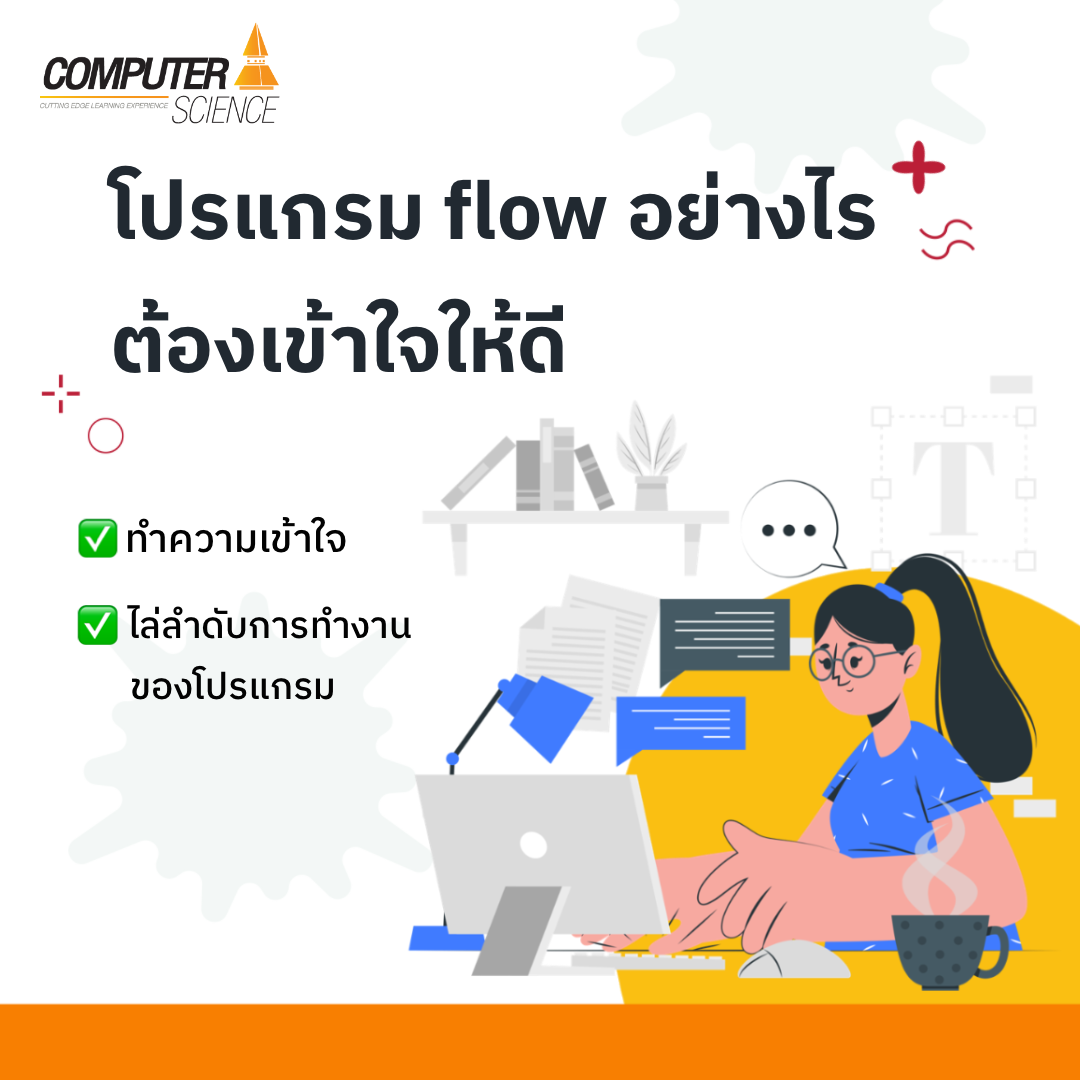 COMPUTER
CUTTING EDGE LEARNING EXPERIENCE
SCIENCE
โปรแกรม flow อย่างไร
ต้องเข้าใจให้ดี
T
✅ ทำความเข้าใจ
✅ ไล่ลำดับการทำงาน
ของโปรแกรม